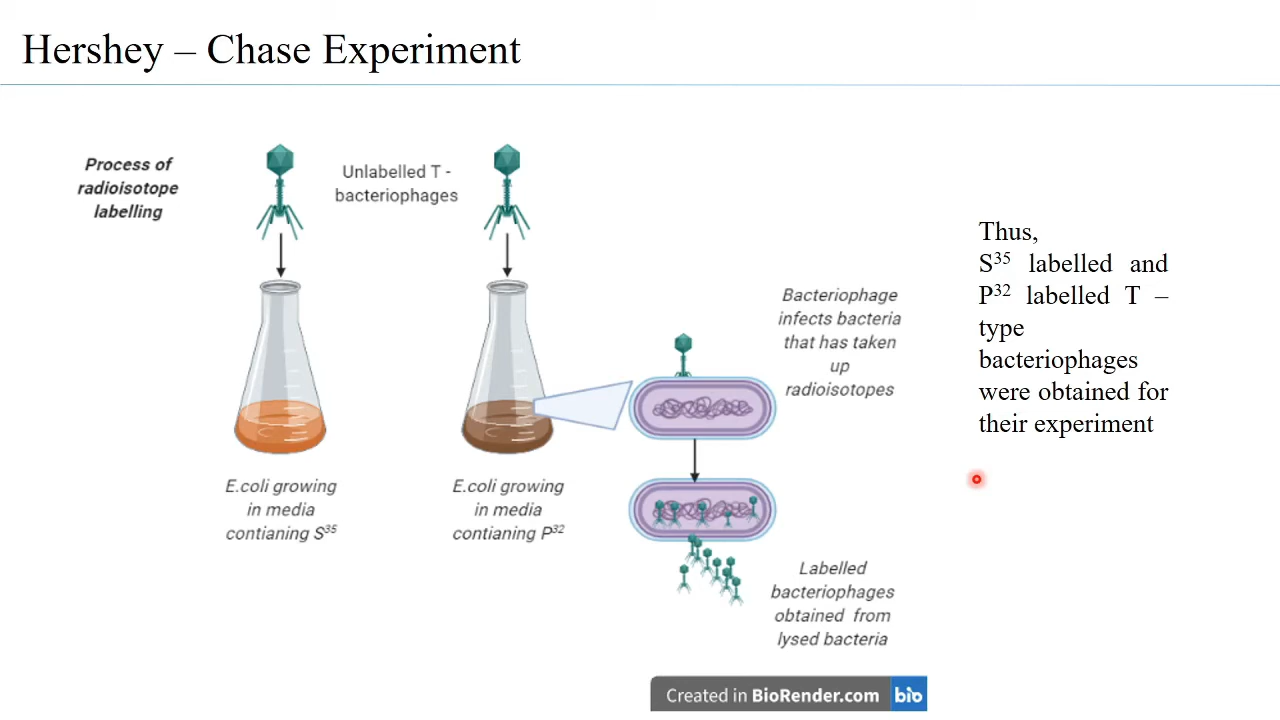 Hershey – Chase Experiment
Process of
radioisotope
labelling
Unlabelled T -
bacteriophages
E.coli growing
in media
contianing S³⁵
E.coli growing
in media
contianing P³²
Bacteriophage
infects bacteria
that has taken
up
radioisotopes
Labelled
bacteriophages
obtained from
lysed bacteria
Thus,
S³⁵ labelled and
P³² labelled T –
type
bacteriophages
were obtained for
their experiment
Created in BioRender.com bio